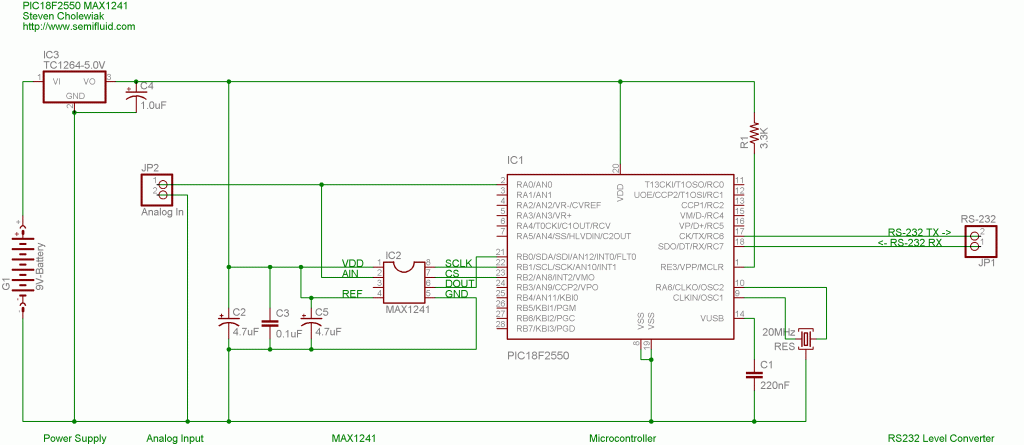 PIC18F2550 MAX1241
Steven Cholewiak
http://www.semifluid.com
IC3
TC1264-5.0V
1 VI VO 3
GND
2
C4
1.0uF
JP2
1
2
Analog In
G1
9V-Battery
C2
4.7uF
C3
0.1uF
C5
4.7uF
IC2
VDD 1 8 SCLK
AIN 2 7 CS
3 6 DOUT
REF 4 5 GND
MAX1241
IC1
20
VDD
2 RA0/AN0
3 RA1/AN1
4 RA2/AN2/VR-/CVREF
5 RA3/AN3/VR+
6 RA4/T0CK/C1OUT/RCV
7 RA5/AN4/SS/HLVDIN/C2OUT
21 RB0/SDA/SDI/AN12/INT0/FLT0
22 RB1/SCL/SCK/AN10/INT1
23 RB2/AN8/INT2/VMO
24 RB3/AN9/CCP2/VPO
25 RB4/AN11/KBI0
26 RB5/KBI1/PGM
27 RB6/KBI2/PGC
28 RB7/KBI3/PGD
T13CKI/T1OSO/RC0 11
UOE/CCP2/T1OSI/RC1 12
CCP1/RC2 13
VM/D-/RC4 15
VP/D+/RC5 16
CK/TX/RC6 17
SDO/DT/RX/RC7 18
RE3/VPP/MCLR 1
RA6/CLKO/OSC2 10
CLKIN/OSC1 9
VUSB 14
VSS
VSS
8 19
PIC18F2550
R1
3.3K
20MHz
RES
C1
220nF
RS-232
RS-232 TX -> 2
<- RS-232 RX 1
JP1
Power Supply
Analog Input
MAX1241
Microcontroller
RS232 Level Converter